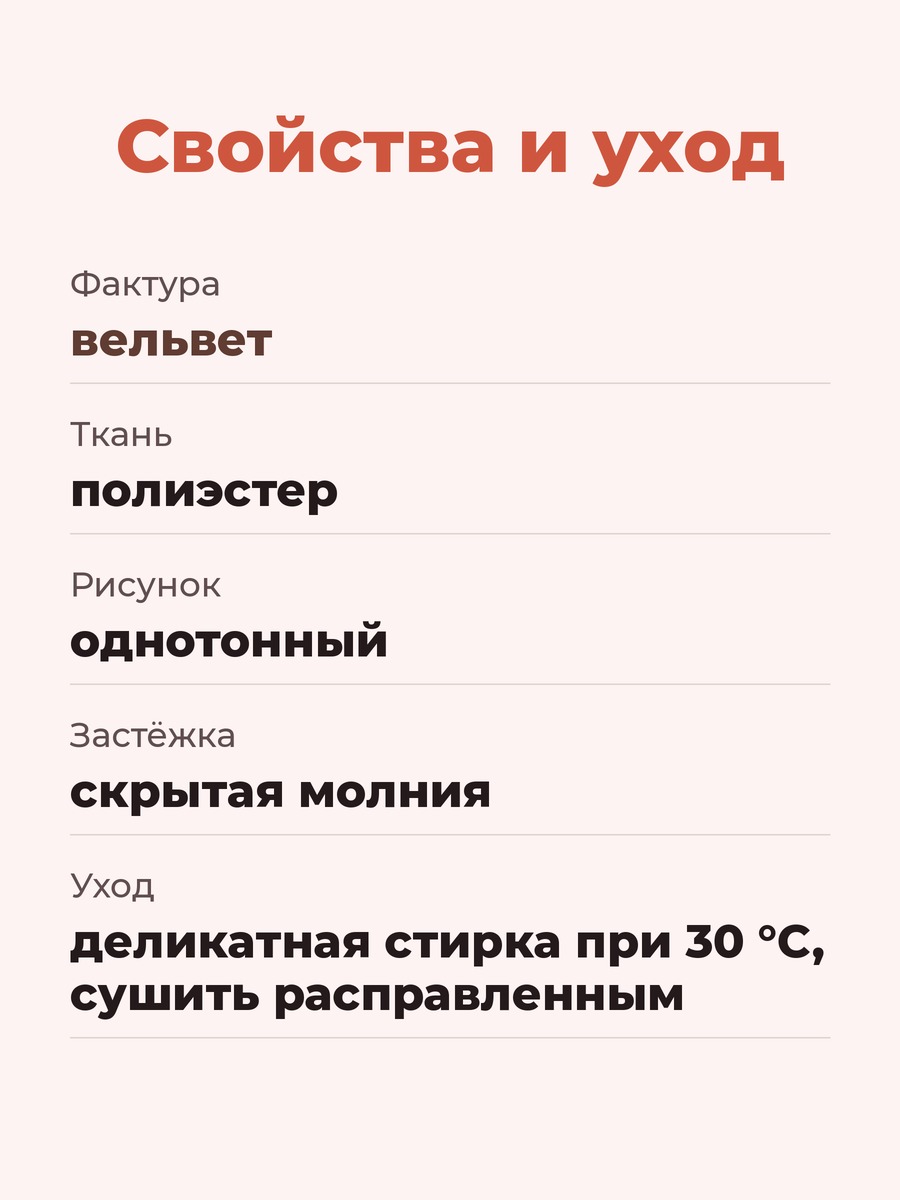 Свойства и уход
Фактура
вельвет
Ткань
полиэстер
Рисунок
однотонный
Застёжка
скрытая молния
Уход
деликатная стирка при 30 °C,
сушить расправленным